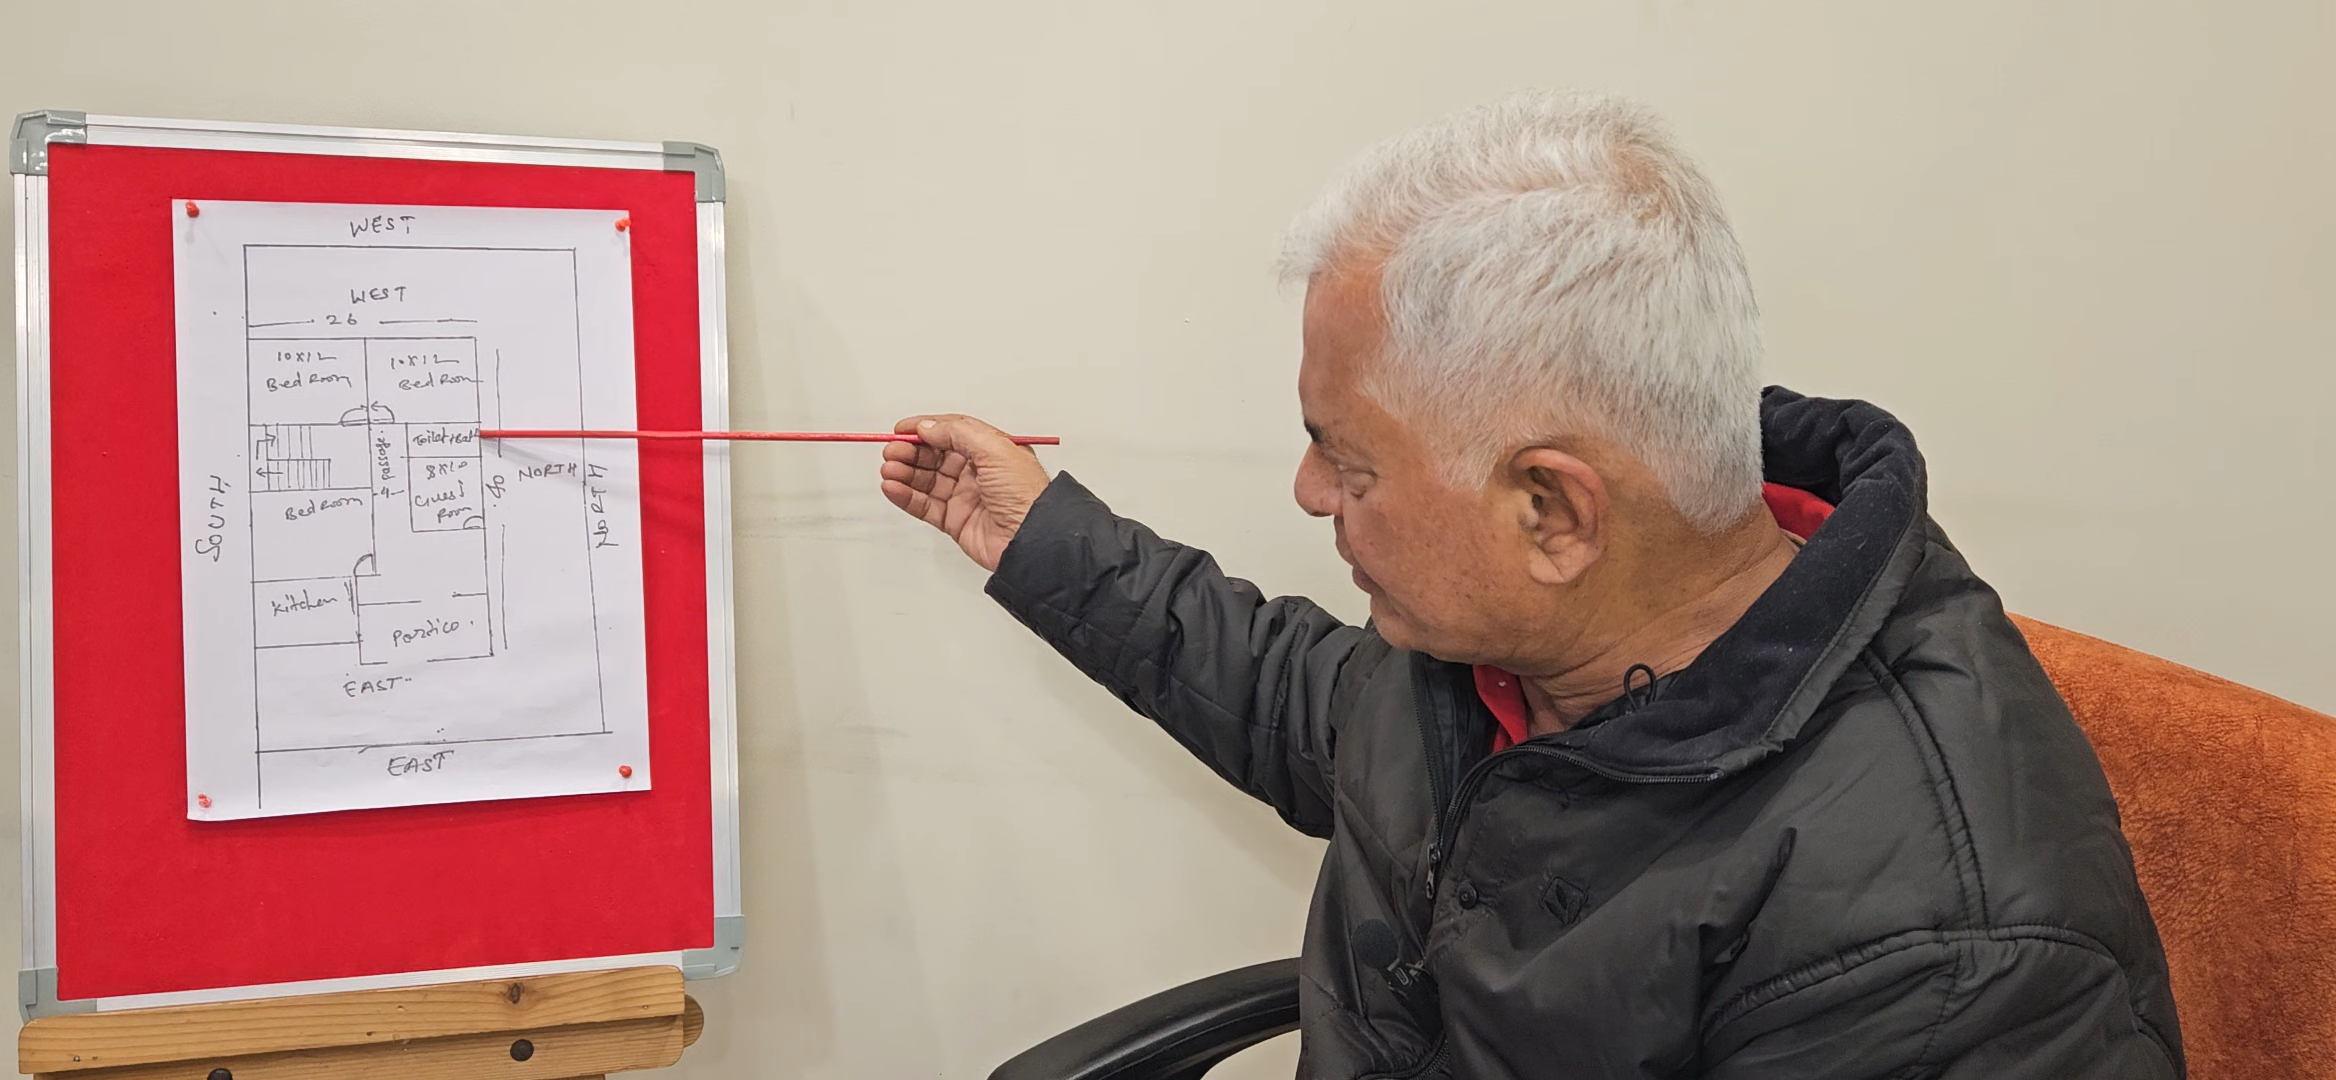 WEST
WEST
26
10x12
Bed Room
10x12
Bed Room
Passage
Toilet+Bath
8x10
Guest
Room
4
Bed Room
NORTH
NORTH
SOUTH
Kitchen
Portico
EAST
EAST